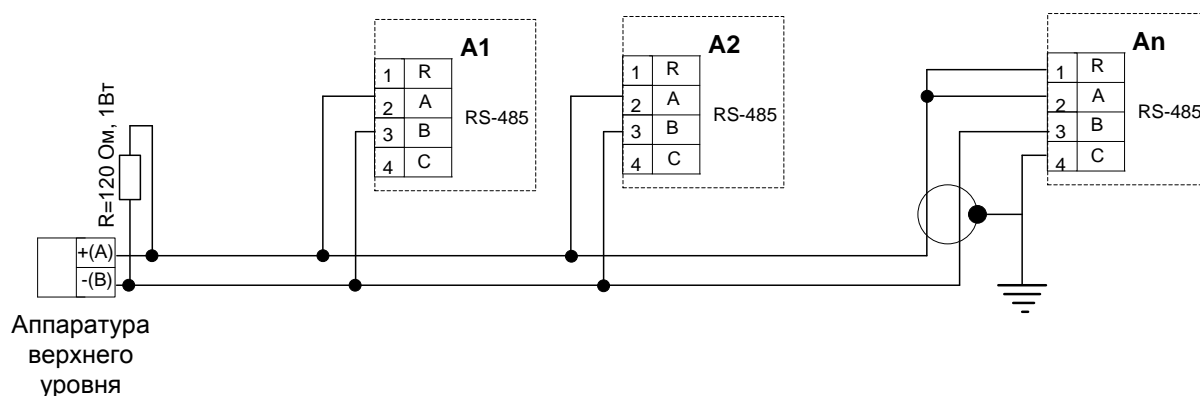 R=120 Ом, 1Вт
+(A)
-(B)
Аппаратура
верхнего
уровня
A1
1 R
2 A
3 B
4 C
RS-485
A2
1 R
2 A
3 B
4 C
RS-485
An
1 R
2 A
3 B
4 C
RS-485